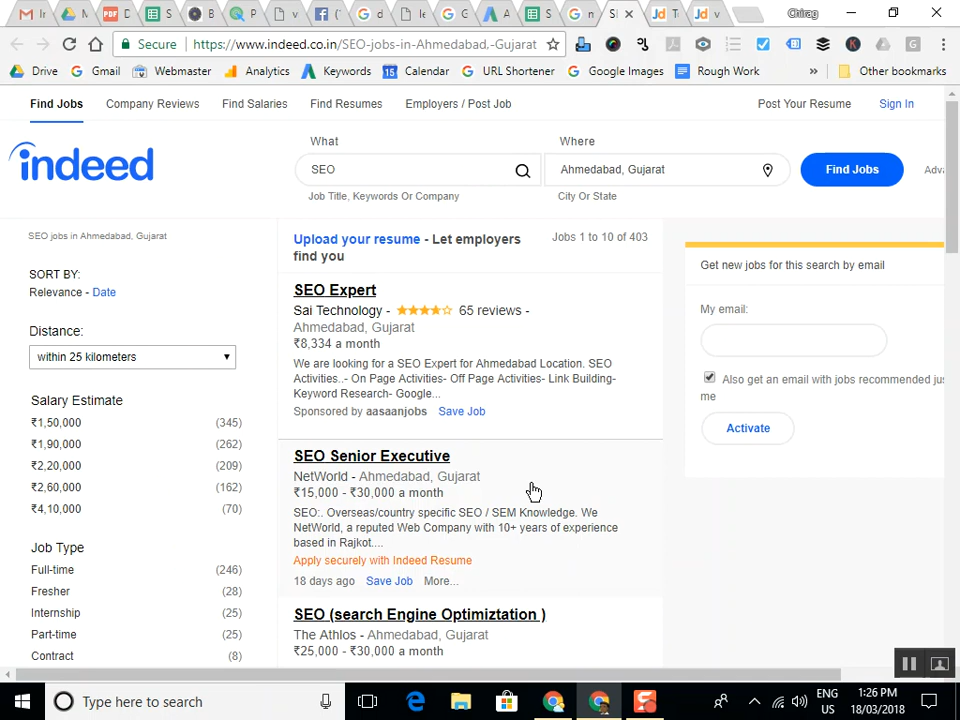 Chirag
Secure https://www.indeed.co.in/SEO-jobs-in-Ahmedabad,-Gujarat
Drive Gmail Webmaster Analytics Keywords 15 Calendar URL Shortener Google Images Rough Work » Other bookmarks
Find Jobs Company Reviews Find Salaries Find Resumes Employers / Post Job Post Your Resume Sign In
What Where
indeed
SEO Ahmedabad, Gujarat Find Jobs
Job Title, Keywords Or Company City Or State
SEO jobs in Ahmedabad, Gujarat
SORT BY:
Relevance - Date
Distance:
within 25 kilometers
Salary Estimate
₹1,50,000 (345)
₹1,90,000 (262)
₹2,20,000 (209)
₹2,60,000 (162)
₹4,10,000 (70)
Job Type
Full-time (246)
Fresher (28)
Internship (25)
Part-time (25)
Contract (8)
Upload your resume - Let employers
find you
Jobs 1 to 10 of 403
SEO Expert
Sai Technology - 65 reviews -
Ahmedabad, Gujarat
₹8,334 a month
We are looking for a SEO Expert for Ahmedabad Location. SEO
Activities..- On Page Activities- Off Page Activities- Link Building-
Keyword Research- Google...
Sponsored by aasaanjobs Save Job
SEO Senior Executive
NetWorld - Ahmedabad, Gujarat
₹15,000 - ₹30,000 a month
SEO:. Overseas/country specific SEO / SEM Knowledge. We
NetWorld, a reputed Web Company with 10+ years of experience
based in Rajkot....
Apply securely with Indeed Resume
18 days ago Save Job More...
SEO (search Engine Optimiztation )
The Athlos - Ahmedabad, Gujarat
₹25,000 - ₹30,000 a month
Get new jobs for this search by email
My email:
Also get an email with jobs recommended jus
me
Activate
Type here to search
ENG
US
1:26 PM
18/03/2018